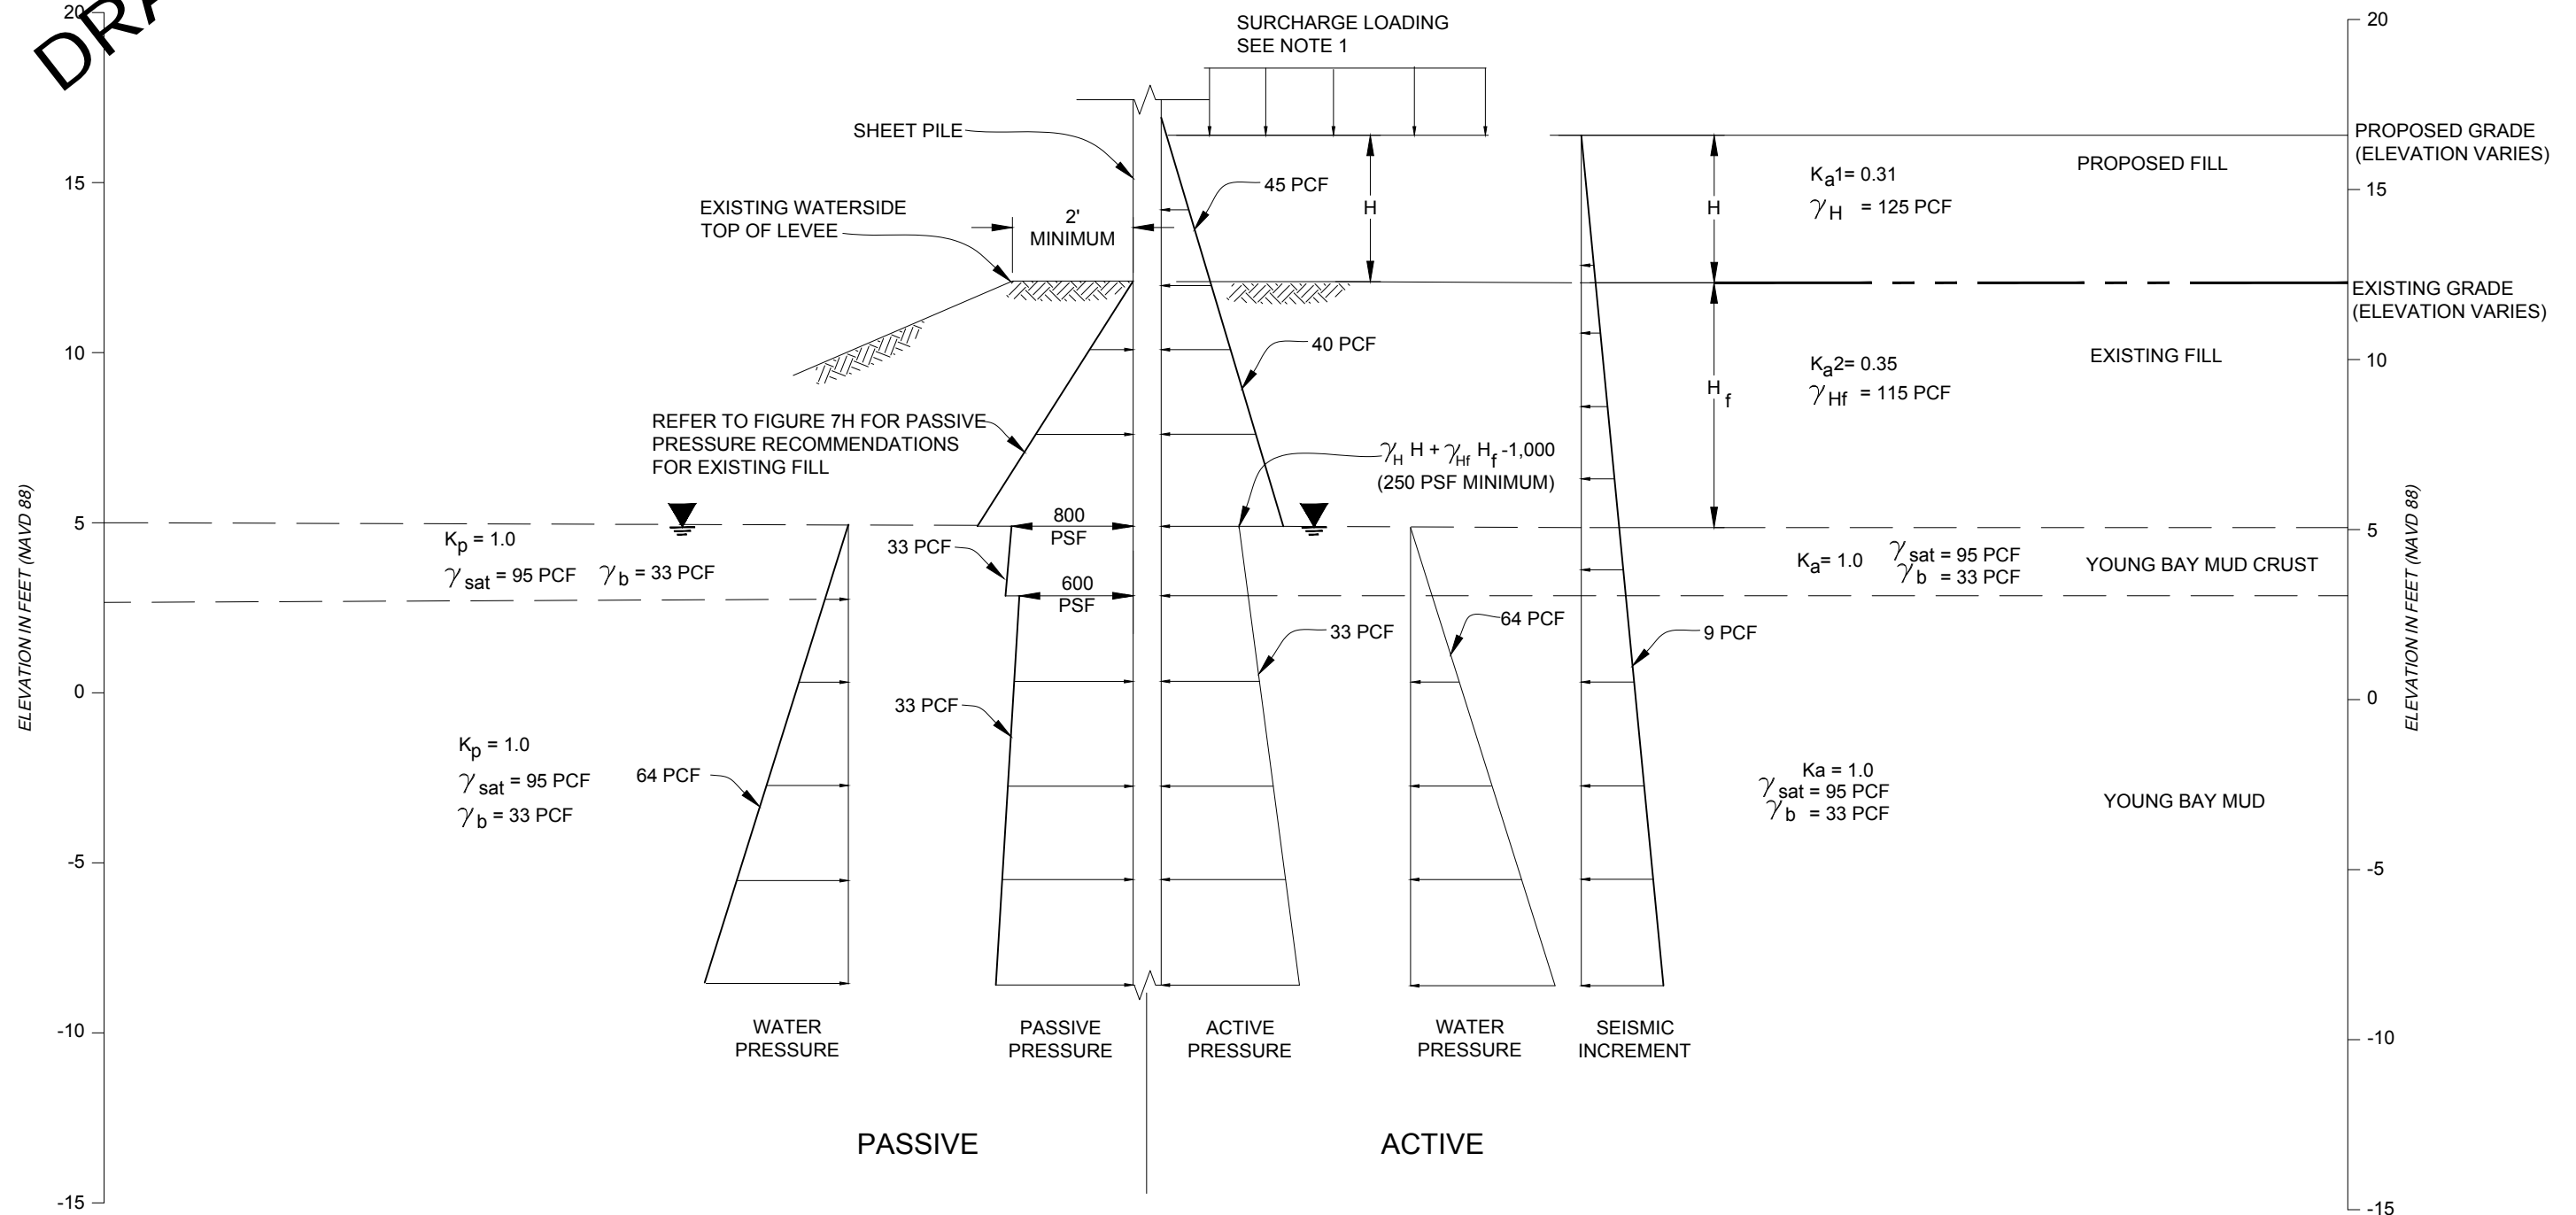 DRA
SURCHARGE LOADING
SEE NOTE 1
SHEET PILE
EXISTING WATERSIDE
TOP OF LEVEE
2'
MINIMUM
45 PCF
H
H
Ka1= 0.31
γH = 125 PCF
PROPOSED FILL
PROPOSED GRADE
(ELEVATION VARIES)
EXISTING GRADE
(ELEVATION VARIES)
40 PCF
Ka2= 0.35
γHf = 115 PCF
Hf
EXISTING FILL
REFER TO FIGURE 7H FOR PASSIVE
PRESSURE RECOMMENDATIONS
FOR EXISTING FILL
γH H + γHf Hf -1,000
(250 PSF MINIMUM)
Kp = 1.0
γsat = 95 PCF γb = 33 PCF
33 PCF
800
PSF
600
PSF
Ka= 1.0
γsat = 95 PCF
γb = 33 PCF
YOUNG BAY MUD CRUST
33 PCF
64 PCF
9 PCF
33 PCF
Kp = 1.0
γsat = 95 PCF
γb = 33 PCF
64 PCF
Ka = 1.0
γsat = 95 PCF
γb = 33 PCF
YOUNG BAY MUD
WATER
PRESSURE
PASSIVE
PRESSURE
ACTIVE
PRESSURE
WATER
PRESSURE
SEISMIC
INCREMENT
PASSIVE
ACTIVE
ELEVATION IN FEET (NAVD 88)
20
15
10
5
0
-5
-10
-15
ELEVATION IN FEET (NAVD 88)
20
15
10
5
0
-5
-10
-15